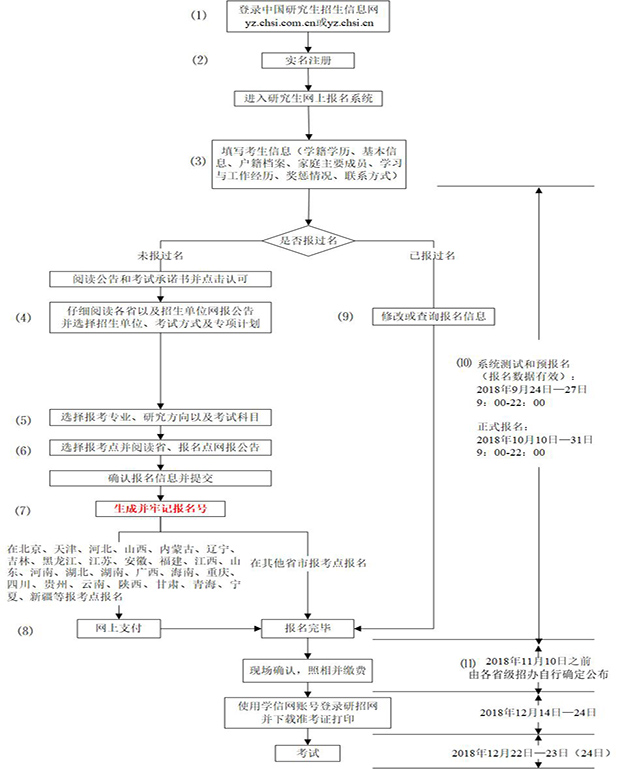 (1)
登录中国研究生招生信息网
yz.chsi.com.cn或yz.chsi.cn
(2)
实名注册
进入研究生网上报名系统
(3)
填写考生信息（学籍学历、基本信
息、户籍档案、家庭主要成员、学习
与工作经历、奖惩情况、联系方式）
是否报过名
未报过名
已报过名
阅读公告和考试承诺书并点击认可
(4)
仔细阅读各省以及招生单位网报公告
并选择招生单位、考试方式及专项计划
(9)
修改或查询报名信息
(10)
系统测试和预报名
（报名数据有效）：
2018年9月24日—27日
9：00-22：00
正式报名：
2018年10月10日—31日
9：00-22：00
(5)
选择报考专业、研究方向以及考试科目
(6)
选择报考点并阅读省、报名点网报公告
确认报名信息并提交
(7)
生成并牢记报名号
在北京、天津、河北、山西、内蒙古、辽宁、
吉林、黑龙江、江苏、安徽、福建、江西、山
东、河南、湖北、湖南、广西、海南、重庆、
四川、贵州、云南、陕西、甘肃、青海、宁
夏、新疆等报考点报名
在其他省市报考点报名
(8)
网上支付
报名完毕
现场确认，照相并缴费
(11)
2018年11月10日之前
由各省级招办自行确定公布
使用学信网账号登录研招网
并下载准考证打印
2018年12月14日—24日
考试
2018年12月22日—23日（24日）